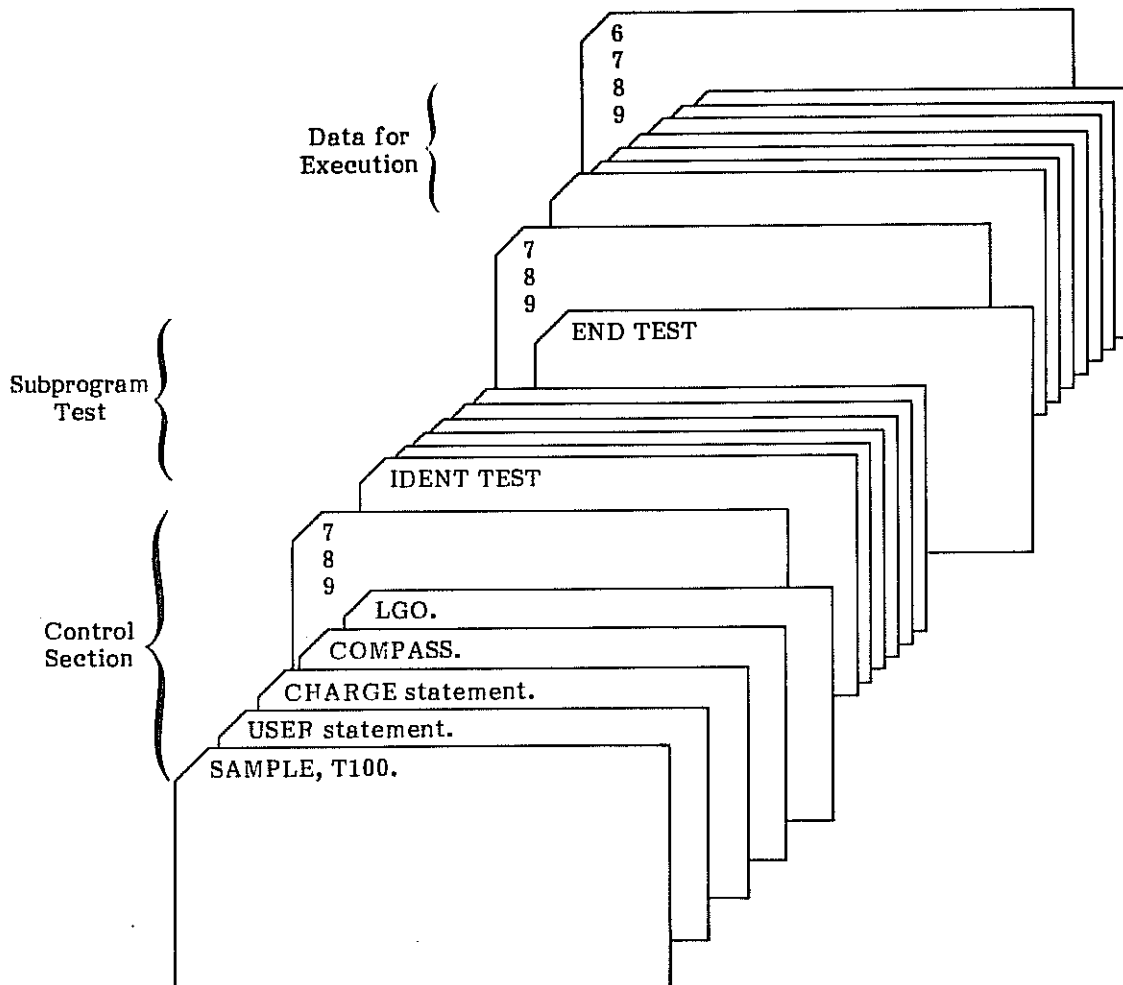 6
7
8
9
Data for
Execution
7
8
9
END TEST
Subprogram
Test
IDENT TEST
7
8
9
LGO.
Control
Section
COMPASS.
CHARGE statement.
USER statement.
SAMPLE, T100.